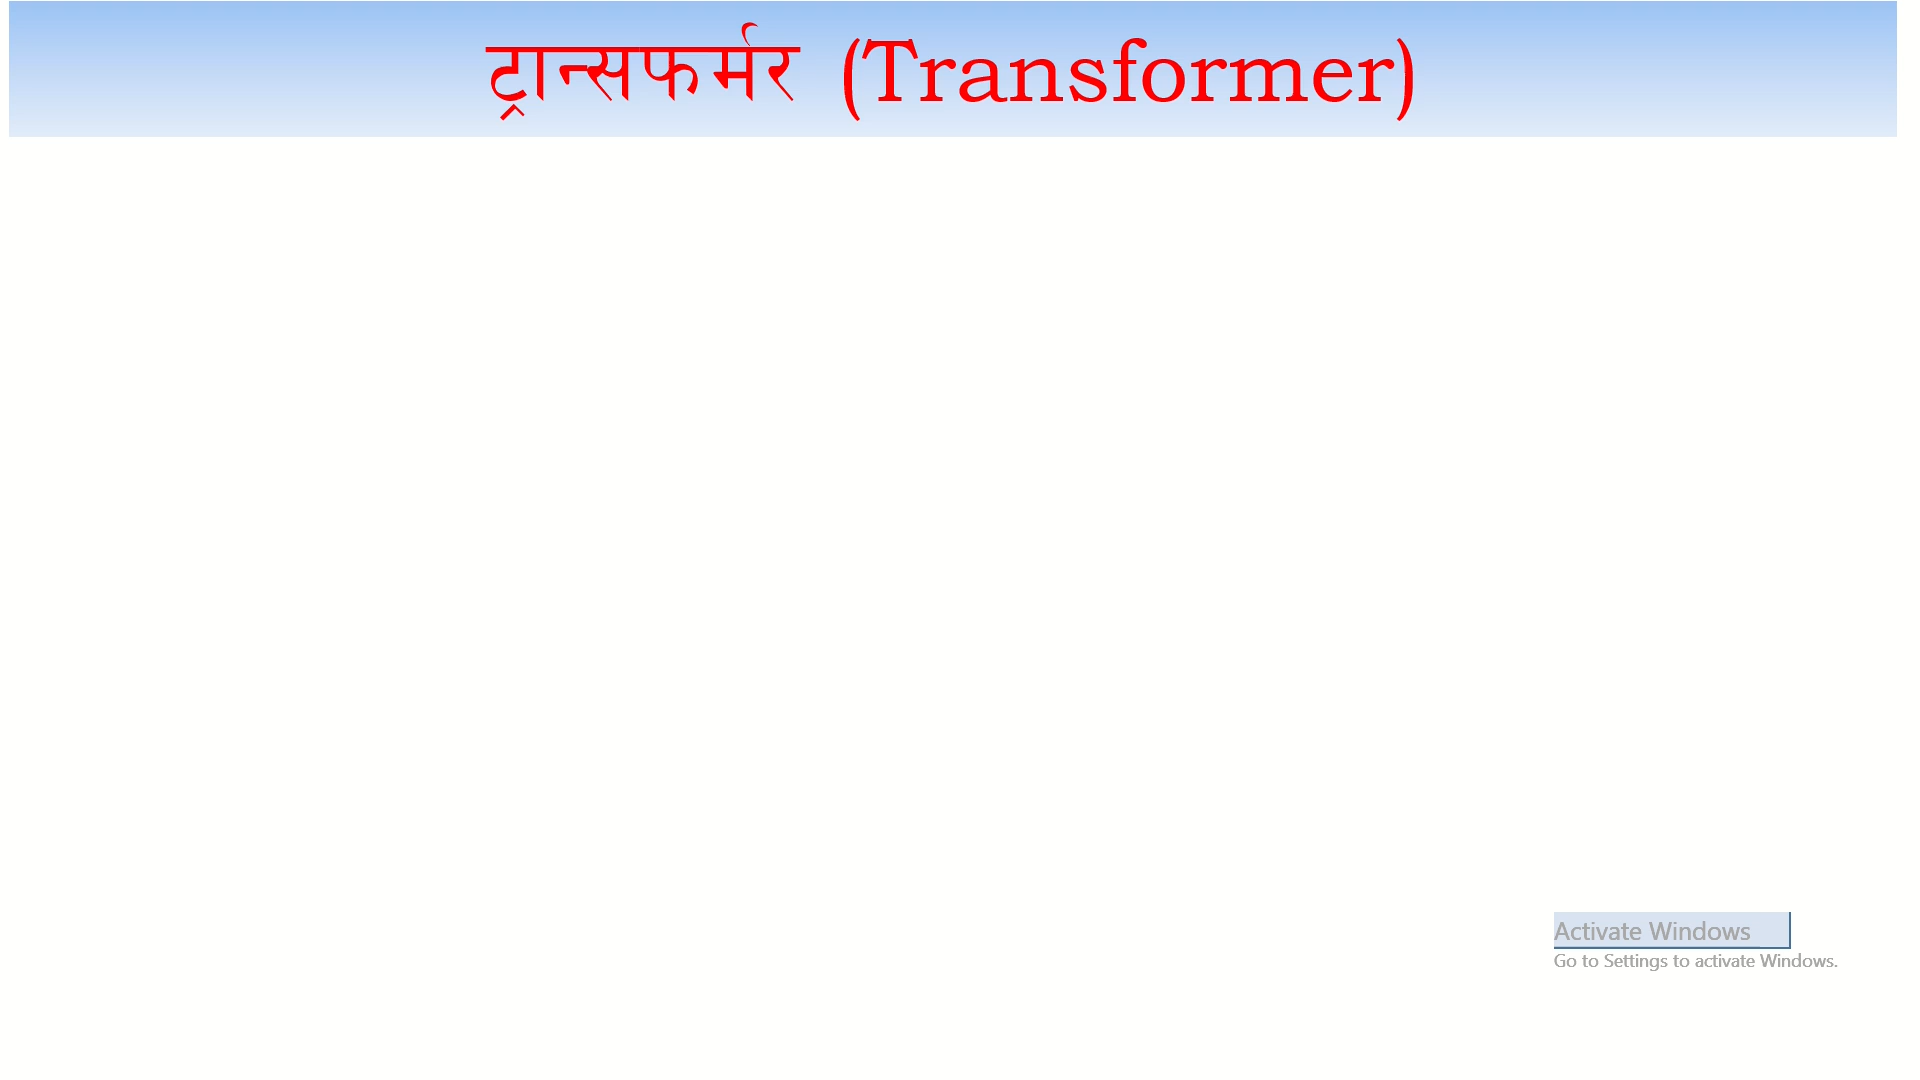 ट्रान्सफर्मर (Transformer)
Activate Windows
Go to Settings to activate Windows.